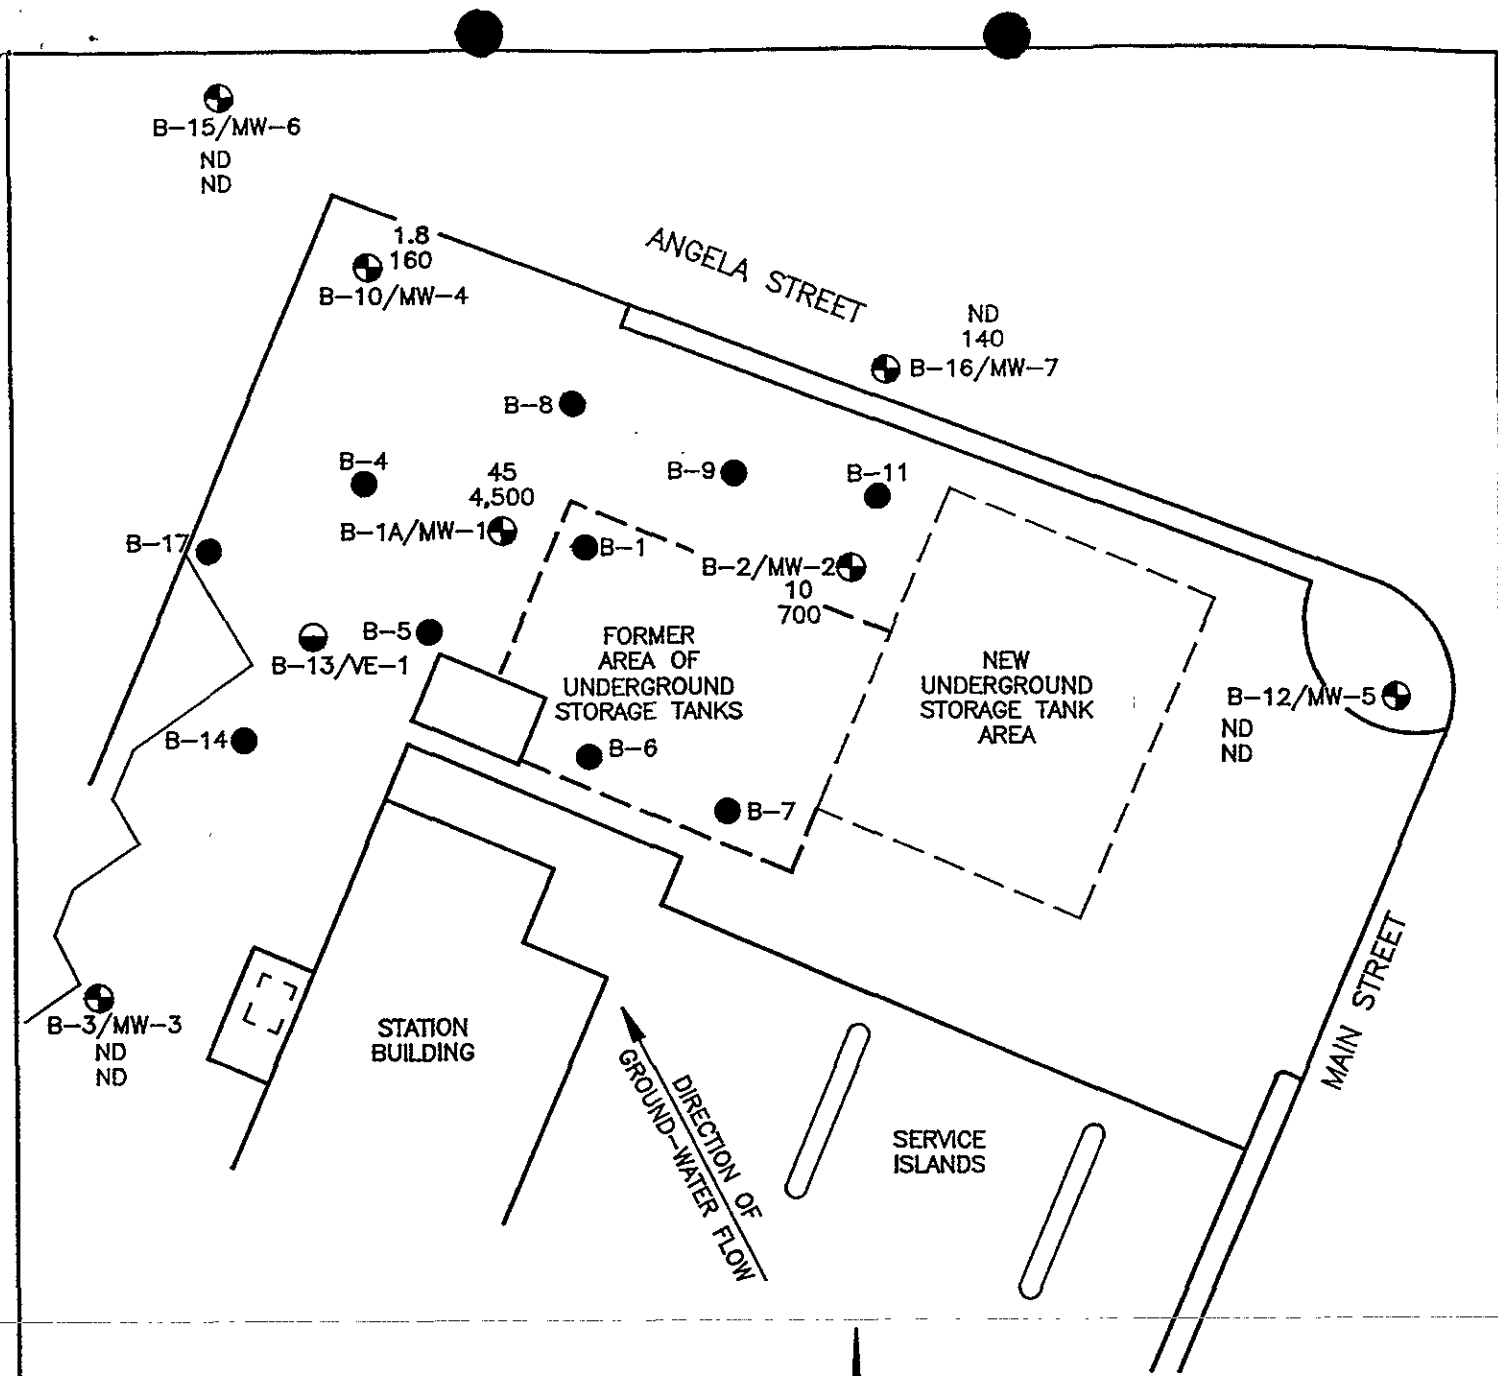 B-15/MW-6
ND
ND
1.8
160
B-10/MW-4
ANGELA STREET
ND
140
B-16/MW-7
B-8
B-4
45
4,500
B-1A/MW-1
B-9
B-11
B-17
B-1
B-2/MW-2
10
700
B-13/VE-1
B-5
FORMER
AREA OF
UNDERGROUND
STORAGE TANKS
NEW
UNDERGROUND
STORAGE TANK
AREA
B-12/MW-5
ND
ND
B-14
B-6
B-7
B-3/MW-3
ND
ND
STATION
BUILDING
DIRECTION OF
GROUND-WATER FLOW
SERVICE
ISLANDS
MAIN STREET